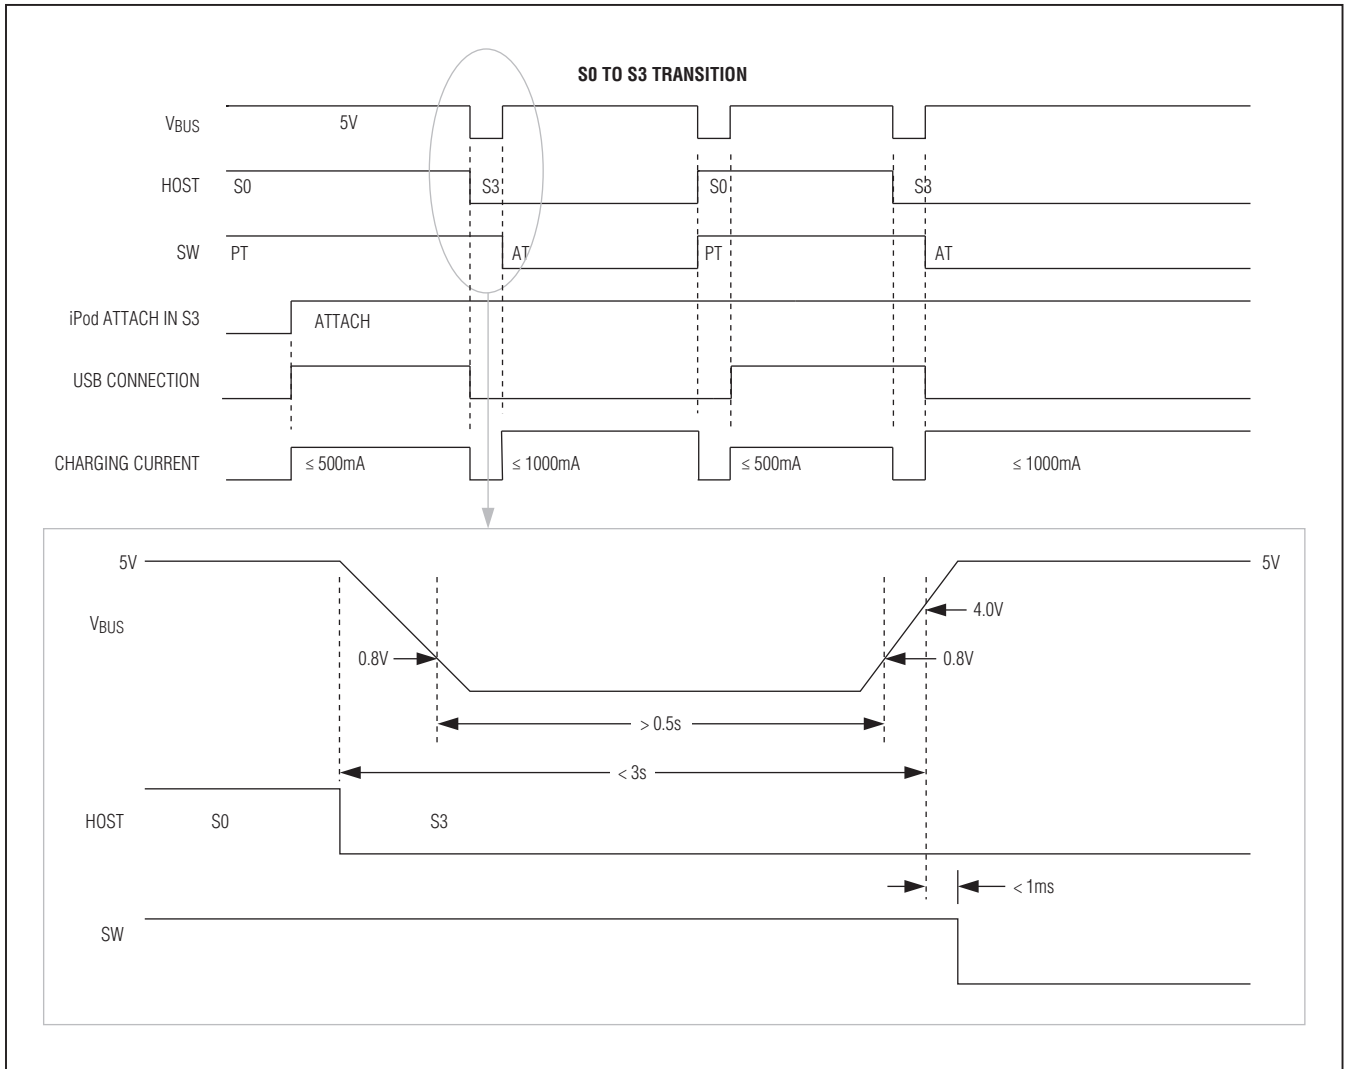 S0 TO S3 TRANSITION
VBUS 5V
HOST S0 S3 S0 S3
SW PT AT PT AT
iPod ATTACH IN S3 ATTACH
USB CONNECTION
CHARGING CURRENT ≤ 500mA ≤ 1000mA ≤ 500mA ≤ 1000mA
5V 5V
4.0V
VBUS
0.8V 0.8V
> 0.5s
< 3s
HOST S0 S3
< 1ms
SW